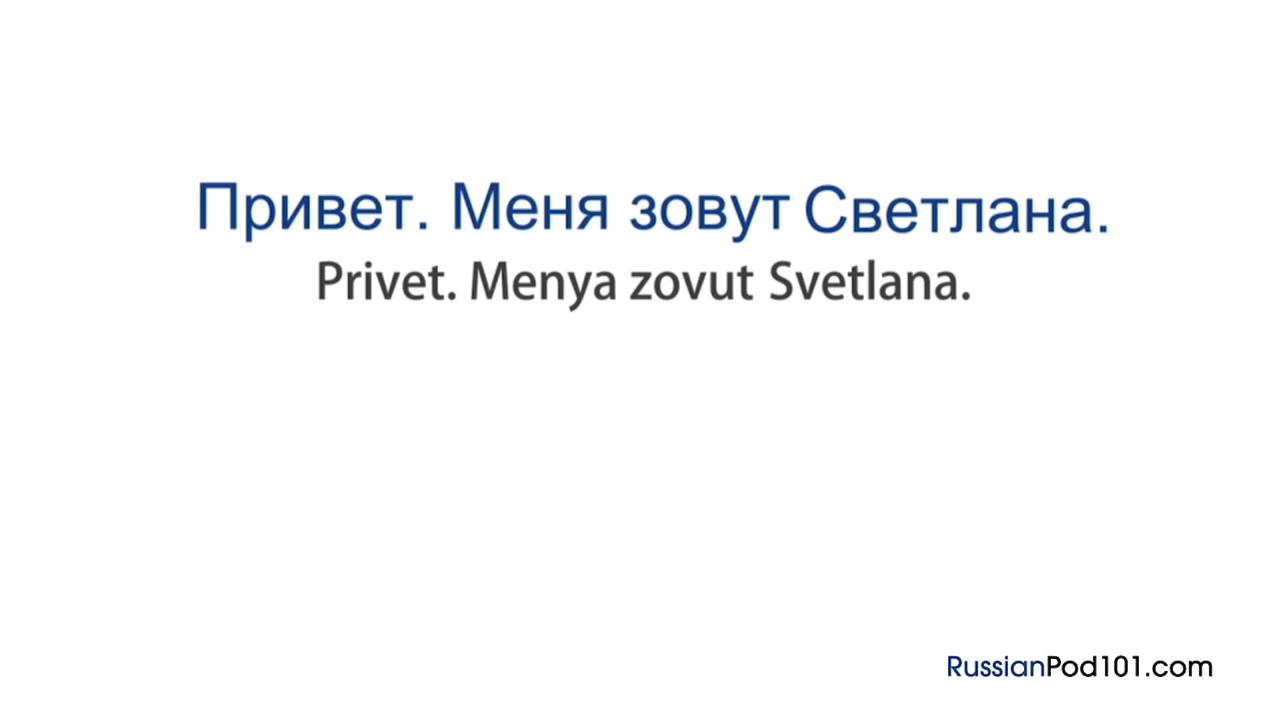 Привет. Меня зовут Светлана.
Privet. Menya zovut Svetlana.
RussianPod101.com